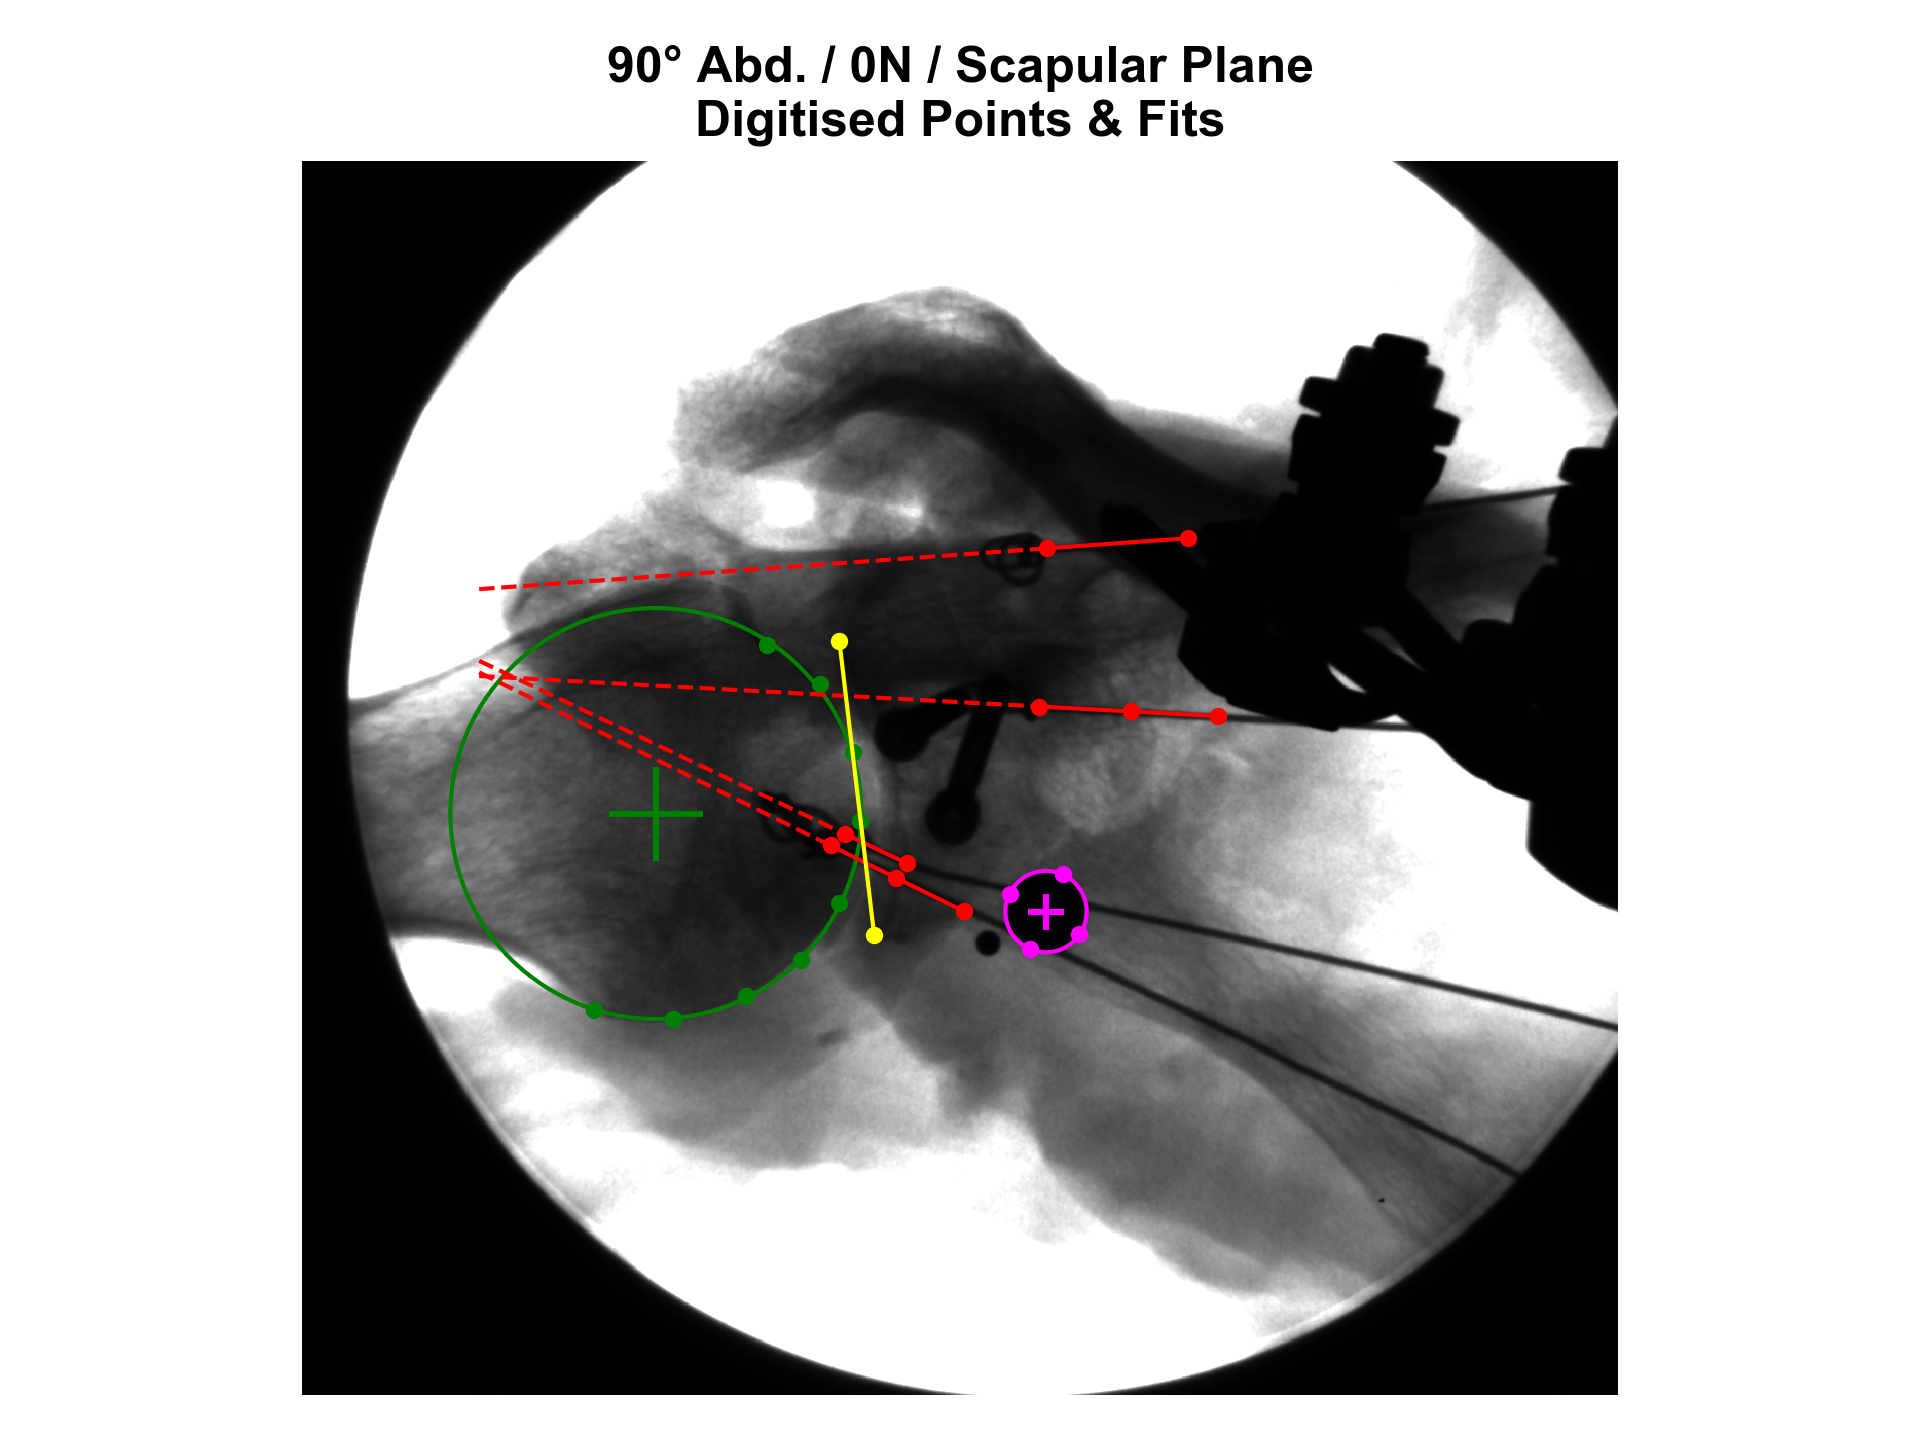 90° Abd. / 0N / Scapular Plane
Digitised Points & Fits